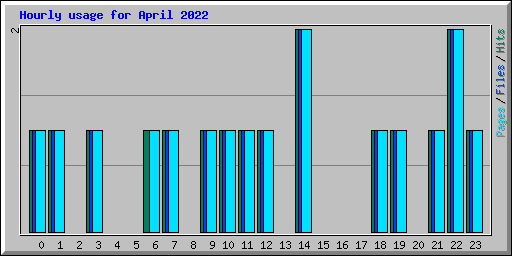 Hourly usage for April 2022
2
Pages/Files/Hits
0 1 2 3 4 5 6 7 8 9 10 11 12 13 14 15 16 17 18 19 20 21 22 23